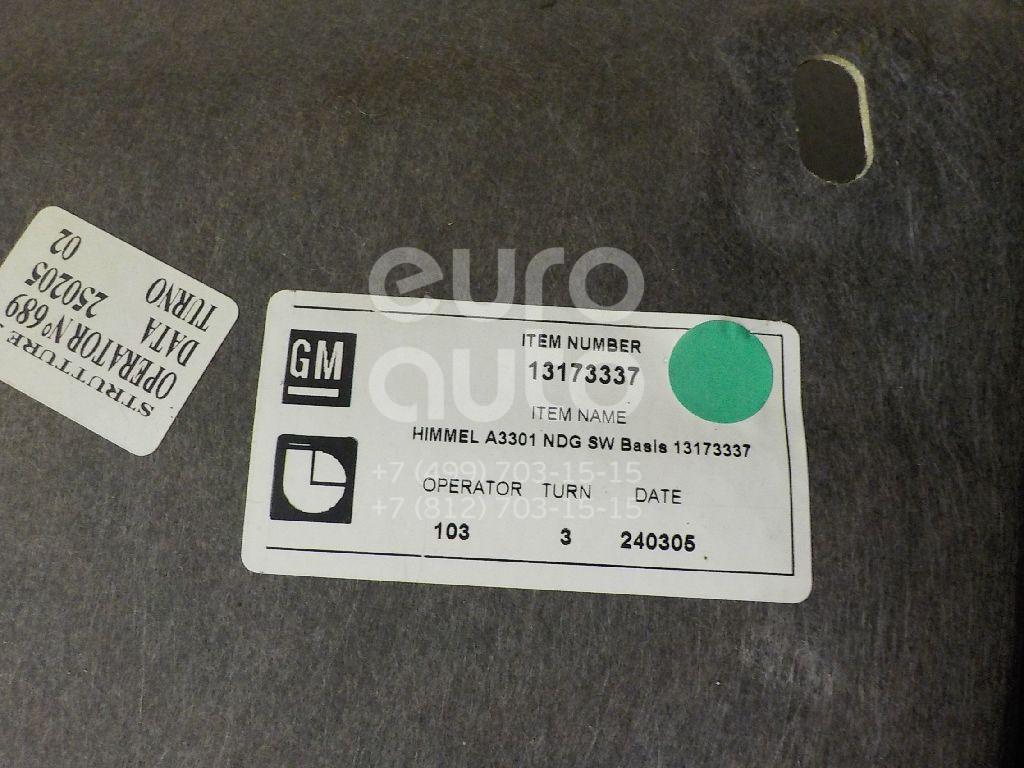 euro
auto
+7 (499) 703-15-15
+7 (812) 703-15-15
GM
ITEM NUMBER
13173337
ITEM NAME
HIMMEL A3301 NDG SW Basis 13173337
OPERATOR TURN DATE
103 3 240305
STRUTTURE
OPERATOR N° 689
DATA 250205
TURNO 02